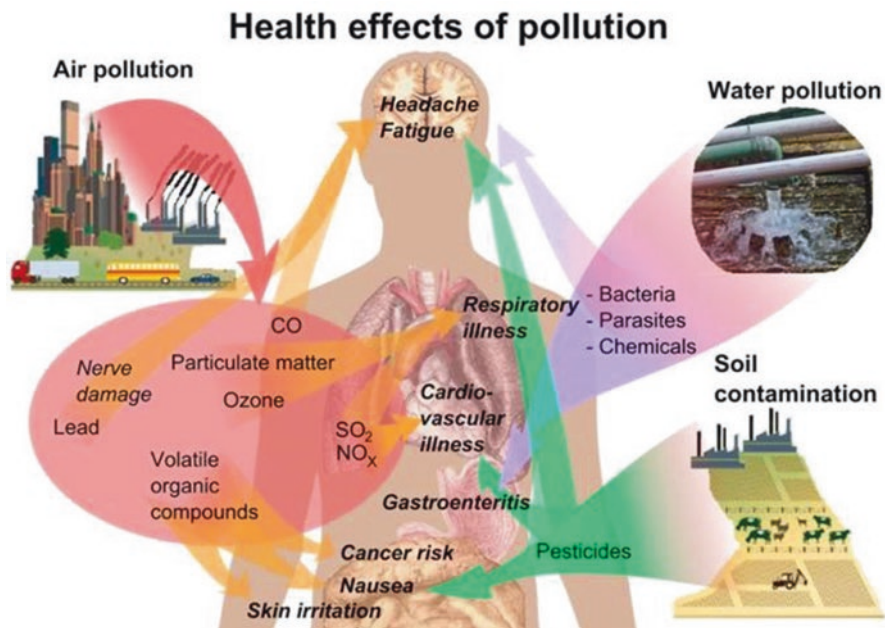 Health effects of pollution
Air pollution
Water pollution
Headache
Fatigue
- Bacteria
- Parasites
- Chemicals
Respiratory
illness
CO
Particulate matter
Nerve
damage
Ozone
Lead
Cardio-
vascular
illness
SO₂
NOₓ
Volatile
organic
compounds
Soil
contamination
Gastroenteritis
Pesticides
Cancer risk
Nausea
Skin irritation